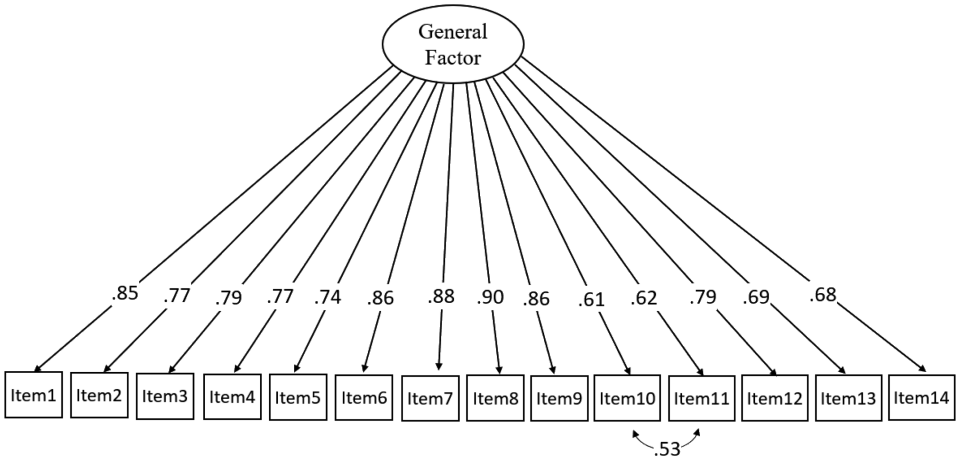 General
Factor
.85 .77 .79 .77 .74 .86 .88 .90 .86 .61 .62 .79 .69 .68
Item1 Item2 Item3 Item4 Item5 Item6 Item7 Item8 Item9 Item10 Item11 Item12 Item13 Item14
.53